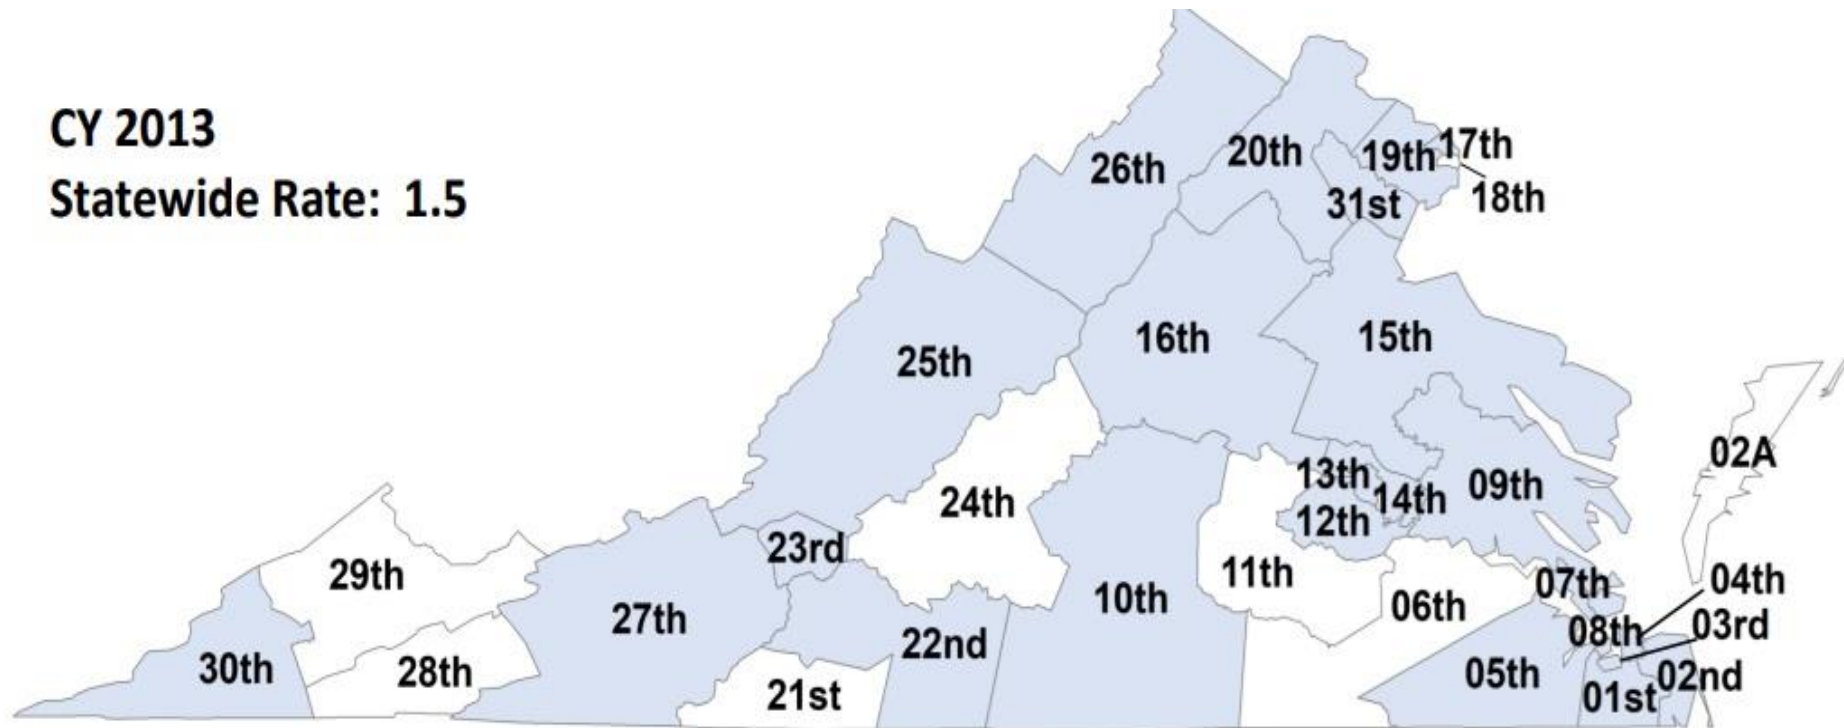 CY 2013
Statewide Rate: 1.5
26th
20th
19th
17th
18th
31st
25th
16th
15th
02A
24th
13th
14th
09th
12th
23rd
29th
11th
10th
07th
04th
06th
27th
22nd
08th
03rd
30th
28th
21st
05th
01st
02nd